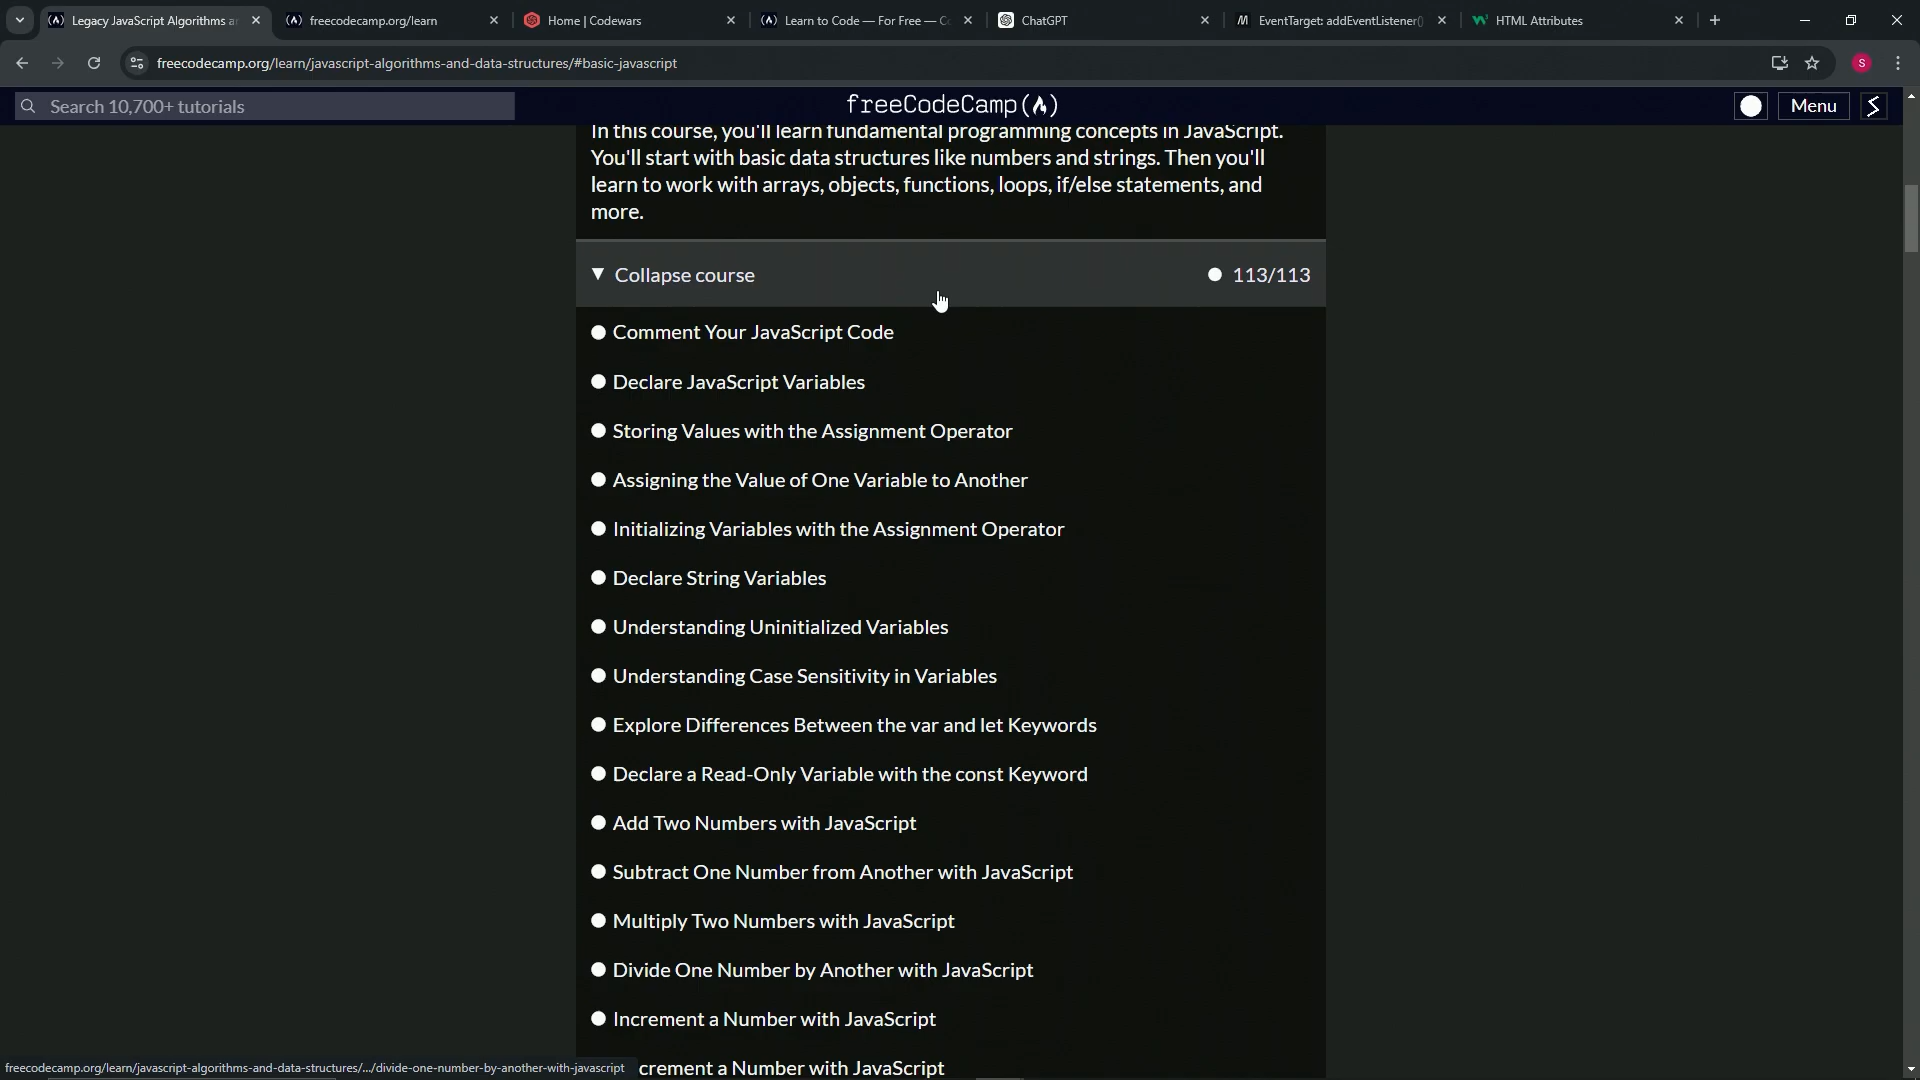 Legacy JavaScript Algorithms a
freecodecamp.org/learn
Home | Codewars
Learn to Code — For Free — C
ChatGPT
EventTarget: addEventListener()
HTML Attributes
freecodecamp.org/learn/javascript-algorithms-and-data-structures/#basic-javascript
S
Search 10,700+ tutorials
freeCodeCamp
Menu
In this course, you'll learn fundamental programming concepts in JavaScript.
You'll start with basic data structures like numbers and strings. Then you'll
learn to work with arrays, objects, functions, loops, if/else statements, and
more.
Collapse course 113/113
Comment Your JavaScript Code
Declare JavaScript Variables
Storing Values with the Assignment Operator
Assigning the Value of One Variable to Another
Initializing Variables with the Assignment Operator
Declare String Variables
Understanding Uninitialized Variables
Understanding Case Sensitivity in Variables
Explore Differences Between the var and let Keywords
Declare a Read-Only Variable with the const Keyword
Add Two Numbers with JavaScript
Subtract One Number from Another with JavaScript
Multiply Two Numbers with JavaScript
Divide One Number by Another with JavaScript
Increment a Number with JavaScript
crement a Number with JavaScript
freecodecamp.org/learn/javascript-algorithms-and-data-structures/.../divide-one-number-by-another-with-javascript